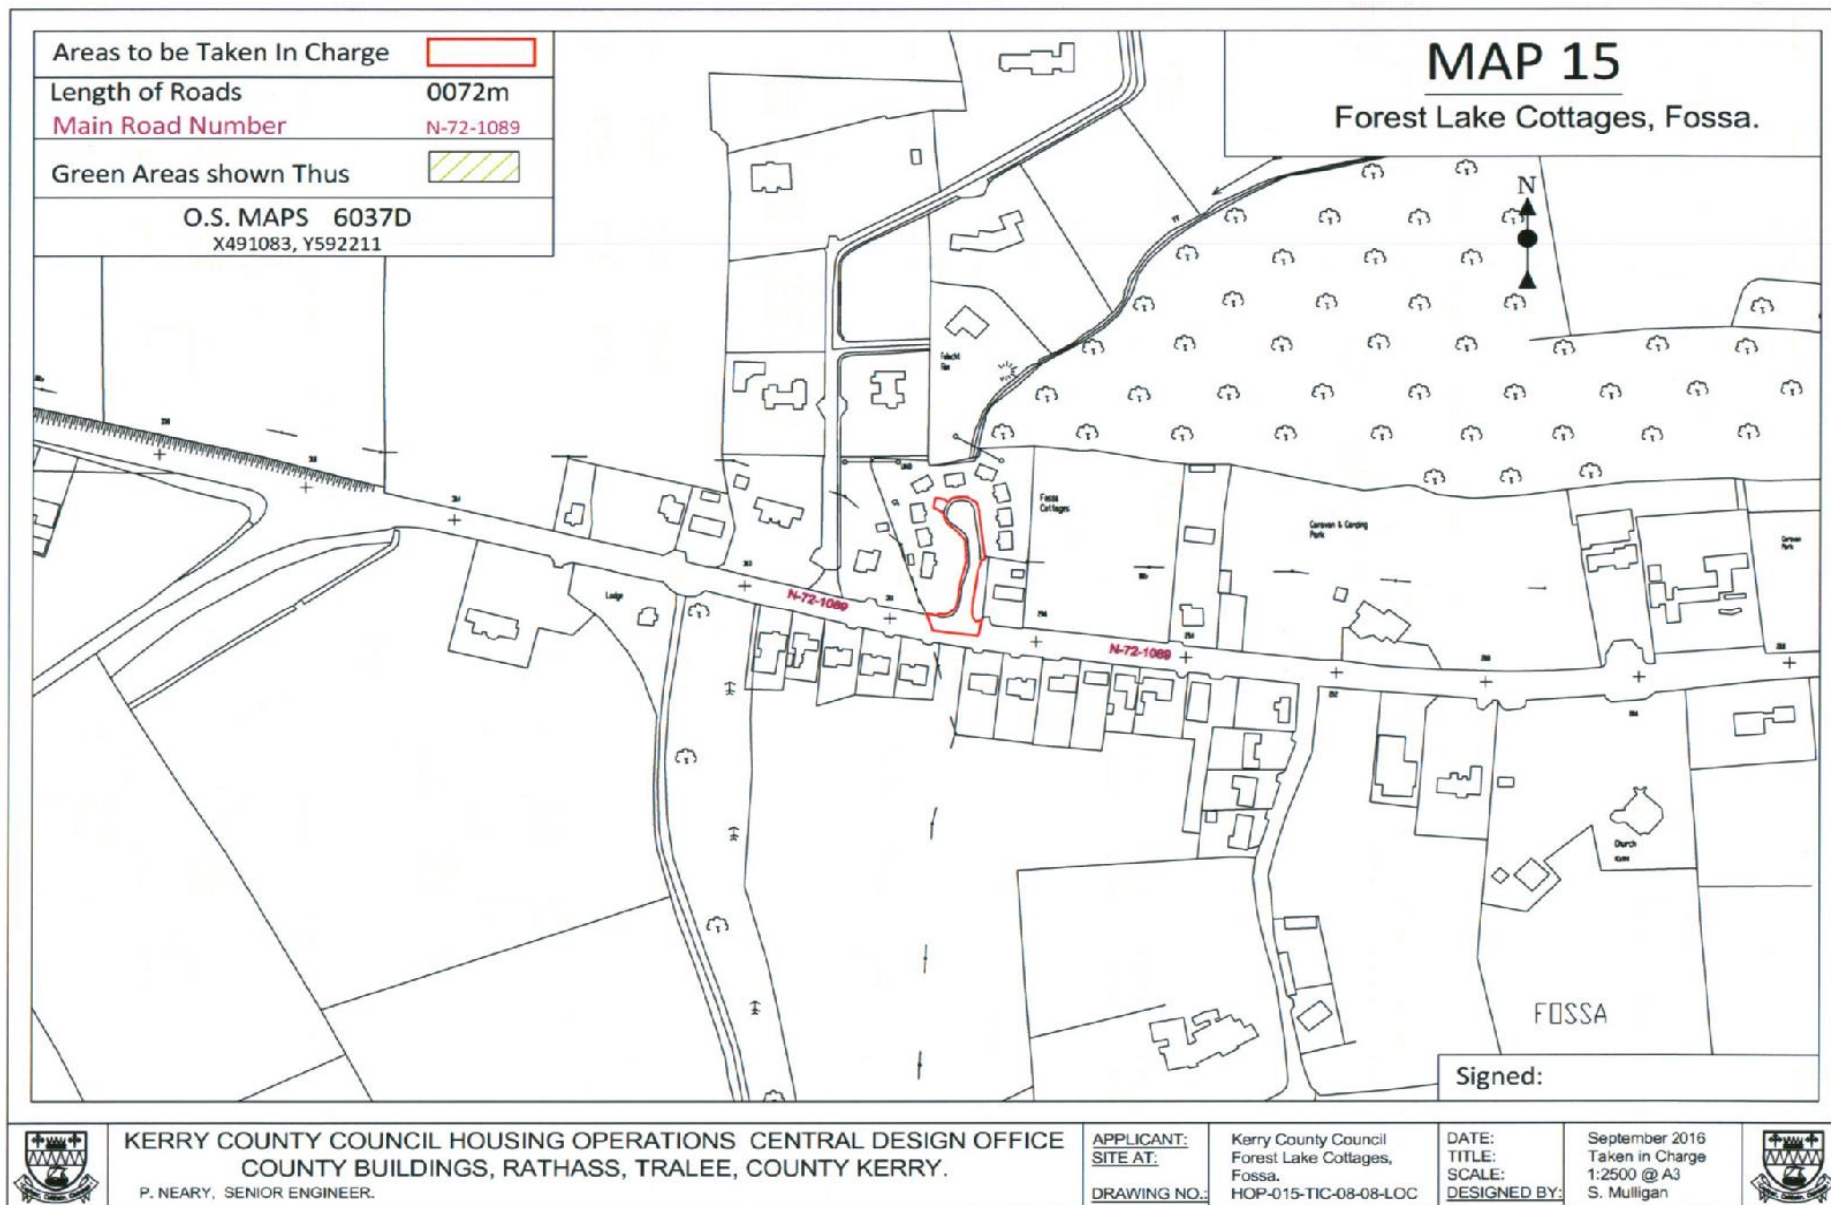 Areas to be Taken In Charge
Length of Roads 0072m
Main Road Number N-72-1089
Green Areas shown Thus
O.S. MAPS 6037D
X491083, Y592211
MAP 15
Forest Lake Cottages, Fossa.
N
Fossa
Cottages
Caravan & Camping
Park
Caravan
Park
Lodge
N-72-1089
N-72-1089
Church
FOSSA
Signed:
KERRY COUNTY COUNCIL HOUSING OPERATIONS CENTRAL DESIGN OFFICE
COUNTY BUILDINGS, RATHASS, TRALEE, COUNTY KERRY.
P. NEARY, SENIOR ENGINEER.
APPLICANT: Kerry County Council
SITE AT: Forest Lake Cottages,
Fossa.
DRAWING NO.: HOP-015-TIC-08-08-LOC
DATE: September 2016
TITLE: Taken in Charge
SCALE: 1:2500 @ A3
DESIGNED BY: S. Mulligan